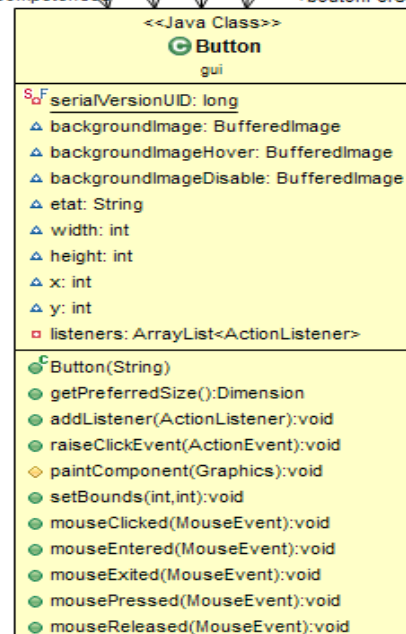 <<Java Class>>
Button
gui
serialVersionUID: long
backgroundImage: BufferedImage
backgroundImageHover: BufferedImage
backgroundImageDisable: BufferedImage
etat: String
width: int
height: int
x: int
y: int
listeners: ArrayList<ActionListener>
Button(String)
getPreferredSize():Dimension
addListener(ActionListener):void
raiseClickEvent(ActionEvent):void
paintComponent(Graphics):void
setBounds(int,int):void
mouseClicked(MouseEvent):void
mouseEntered(MouseEvent):void
mouseExited(MouseEvent):void
mousePressed(MouseEvent):void
mouseReleased(MouseEvent):void